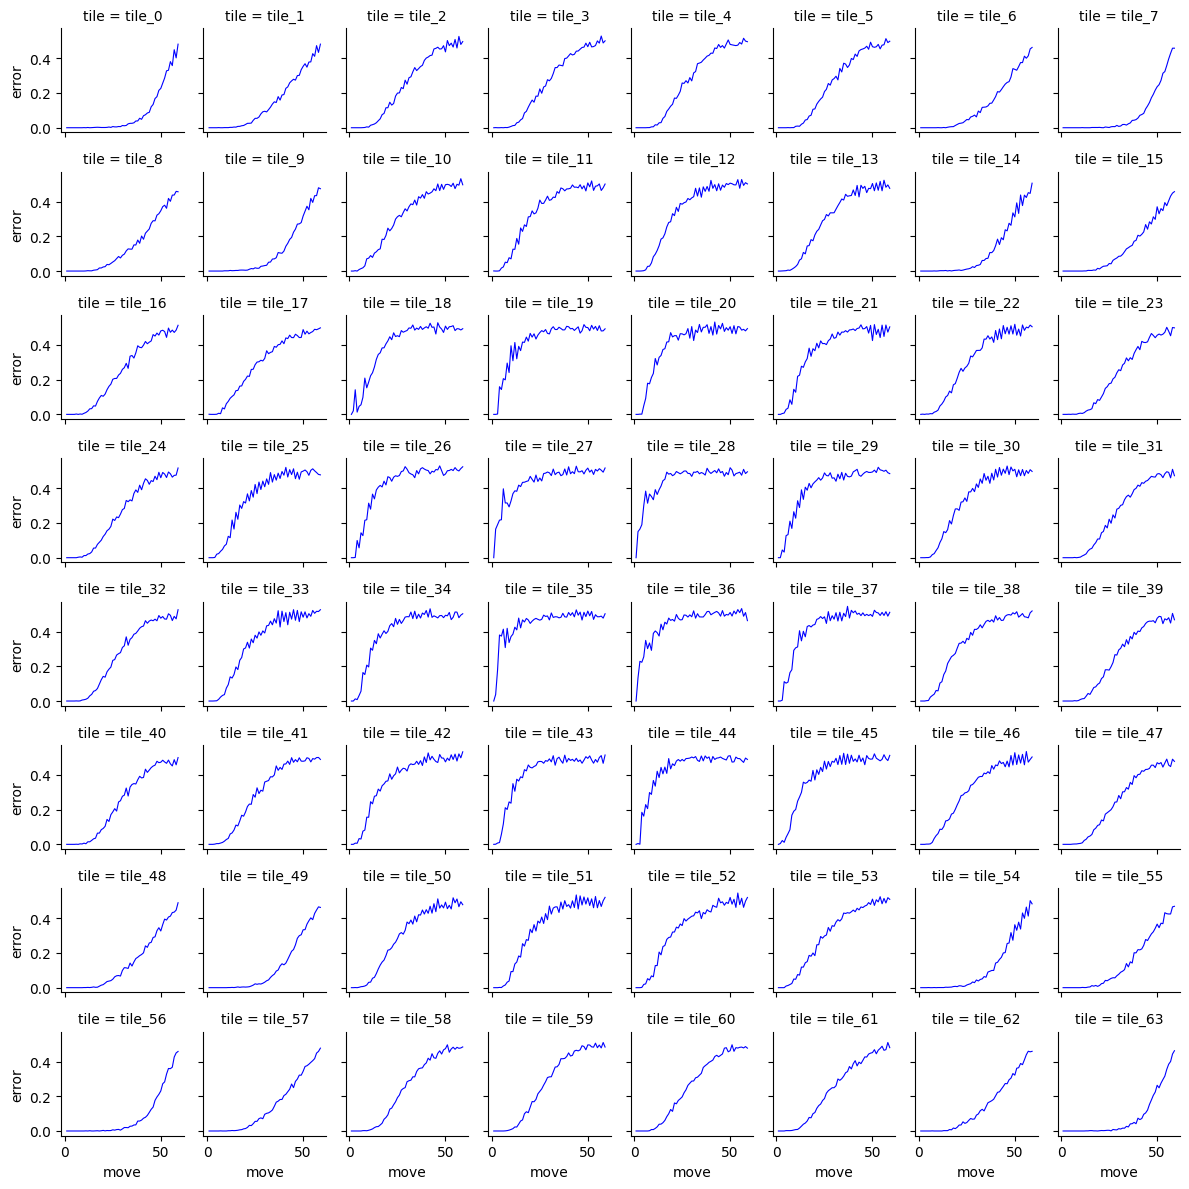 tile = tile_0 tile = tile_1 tile = tile_2 tile = tile_3 tile = tile_4 tile = tile_5 tile = tile_6 tile = tile_7
0.4
error
0.2
0.0
tile = tile_8 tile = tile_9 tile = tile_10 tile = tile_11 tile = tile_12 tile = tile_13 tile = tile_14 tile = tile_15
0.4
error
0.2
0.0
tile = tile_16 tile = tile_17 tile = tile_18 tile = tile_19 tile = tile_20 tile = tile_21 tile = tile_22 tile = tile_23
0.4
error
0.2
0.0
tile = tile_24 tile = tile_25 tile = tile_26 tile = tile_27 tile = tile_28 tile = tile_29 tile = tile_30 tile = tile_31
0.4
error
0.2
0.0
tile = tile_32 tile = tile_33 tile = tile_34 tile = tile_35 tile = tile_36 tile = tile_37 tile = tile_38 tile = tile_39
0.4
error
0.2
0.0
tile = tile_40 tile = tile_41 tile = tile_42 tile = tile_43 tile = tile_44 tile = tile_45 tile = tile_46 tile = tile_47
0.4
error
0.2
0.0
tile = tile_48 tile = tile_49 tile = tile_50 tile = tile_51 tile = tile_52 tile = tile_53 tile = tile_54 tile = tile_55
0.4
error
0.2
0.0
tile = tile_56 tile = tile_57 tile = tile_58 tile = tile_59 tile = tile_60 tile = tile_61 tile = tile_62 tile = tile_63
0.4
error
0.2
0.0
0 50 0 50 0 50 0 50 0 50 0 50 0 50 0 50
move move move move move move move move